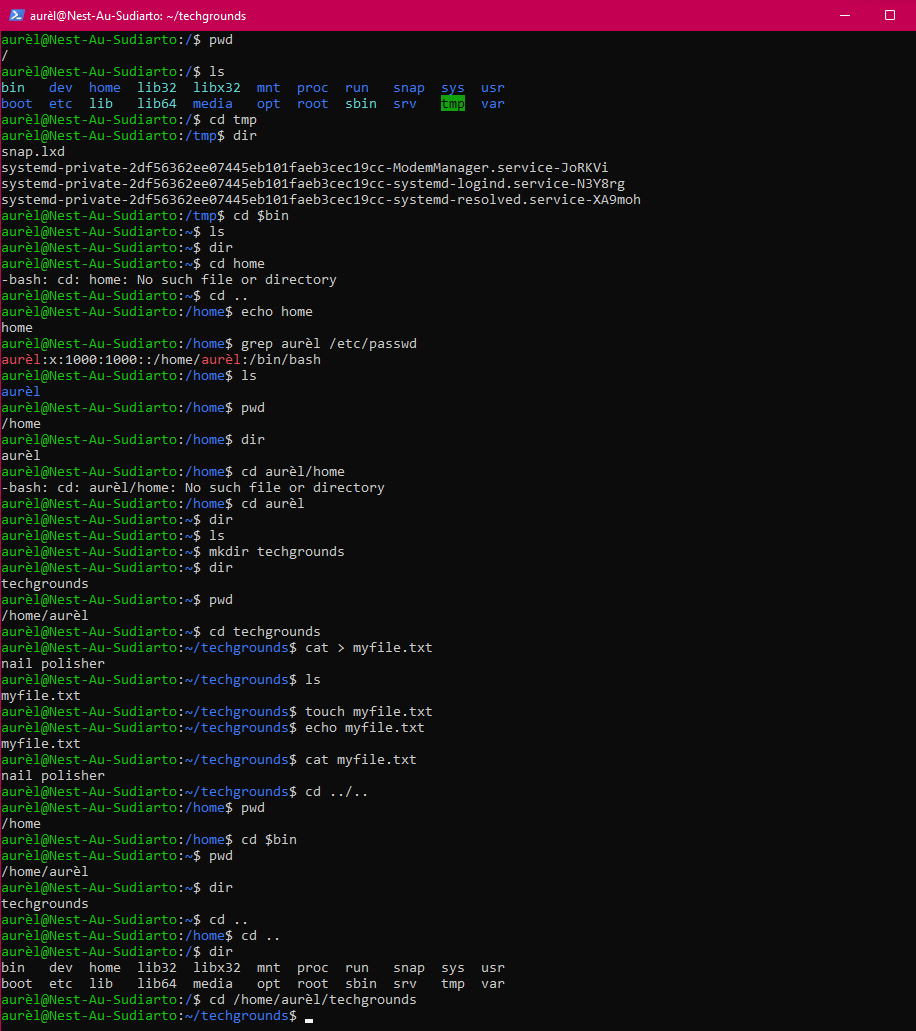 aurèl@Nest-Au-Sudiarto: ~/techgrounds
aurèl@Nest-Au-Sudiarto:/$ pwd
/
aurèl@Nest-Au-Sudiarto:/$ ls
bin   dev  home  lib32  libx32  mnt  proc  run   snap  sys  usr
boot  etc  lib   lib64  media   opt  root  sbin  srv   tmp  var
aurèl@Nest-Au-Sudiarto:/$ cd tmp
aurèl@Nest-Au-Sudiarto:/tmp$ dir
snap.lxd
systemd-private-2df56362ee07445eb101faeb3cec19cc-ModemManager.service-JoRKVi
systemd-private-2df56362ee07445eb101faeb3cec19cc-systemd-logind.service-N3Y8rg
systemd-private-2df56362ee07445eb101faeb3cec19cc-systemd-resolved.service-XA9moh
aurèl@Nest-Au-Sudiarto:/tmp$ cd $bin
aurèl@Nest-Au-Sudiarto:~$ ls
aurèl@Nest-Au-Sudiarto:~$ dir
aurèl@Nest-Au-Sudiarto:~$ cd home
-bash: cd: home: No such file or directory
aurèl@Nest-Au-Sudiarto:~$ cd ..
aurèl@Nest-Au-Sudiarto:/home$ echo home
home
aurèl@Nest-Au-Sudiarto:/home$ grep aurèl /etc/passwd
aurèl:x:1000:1000::/home/aurèl:/bin/bash
aurèl@Nest-Au-Sudiarto:/home$ ls
aurèl
aurèl@Nest-Au-Sudiarto:/home$ pwd
/home
aurèl@Nest-Au-Sudiarto:/home$ dir
aurèl
aurèl@Nest-Au-Sudiarto:/home$ cd aurèl/home
-bash: cd: aurèl/home: No such file or directory
aurèl@Nest-Au-Sudiarto:/home$ cd aurèl
aurèl@Nest-Au-Sudiarto:~$ dir
aurèl@Nest-Au-Sudiarto:~$ ls
aurèl@Nest-Au-Sudiarto:~$ mkdir techgrounds
aurèl@Nest-Au-Sudiarto:~$ dir
techgrounds
aurèl@Nest-Au-Sudiarto:~$ pwd
/home/aurèl
aurèl@Nest-Au-Sudiarto:~$ cd techgrounds
aurèl@Nest-Au-Sudiarto:~/techgrounds$ cat > myfile.txt
nail polisher
aurèl@Nest-Au-Sudiarto:~/techgrounds$ ls
myfile.txt
aurèl@Nest-Au-Sudiarto:~/techgrounds$ touch myfile.txt
aurèl@Nest-Au-Sudiarto:~/techgrounds$ echo myfile.txt
myfile.txt
aurèl@Nest-Au-Sudiarto:~/techgrounds$ cat myfile.txt
nail polisher
aurèl@Nest-Au-Sudiarto:~/techgrounds$ cd ../..
aurèl@Nest-Au-Sudiarto:/home$ pwd
/home
aurèl@Nest-Au-Sudiarto:/home$ cd $bin
aurèl@Nest-Au-Sudiarto:~$ pwd
/home/aurèl
aurèl@Nest-Au-Sudiarto:~$ dir
techgrounds
aurèl@Nest-Au-Sudiarto:~$ cd ..
aurèl@Nest-Au-Sudiarto:/home$ cd ..
aurèl@Nest-Au-Sudiarto:/$ dir
bin   dev  home  lib32  libx32  mnt  proc  run   snap  sys  usr
boot  etc  lib   lib64  media   opt  root  sbin  srv   tmp  var
aurèl@Nest-Au-Sudiarto:/$ cd /home/aurèl/techgrounds
aurèl@Nest-Au-Sudiarto:~/techgrounds$